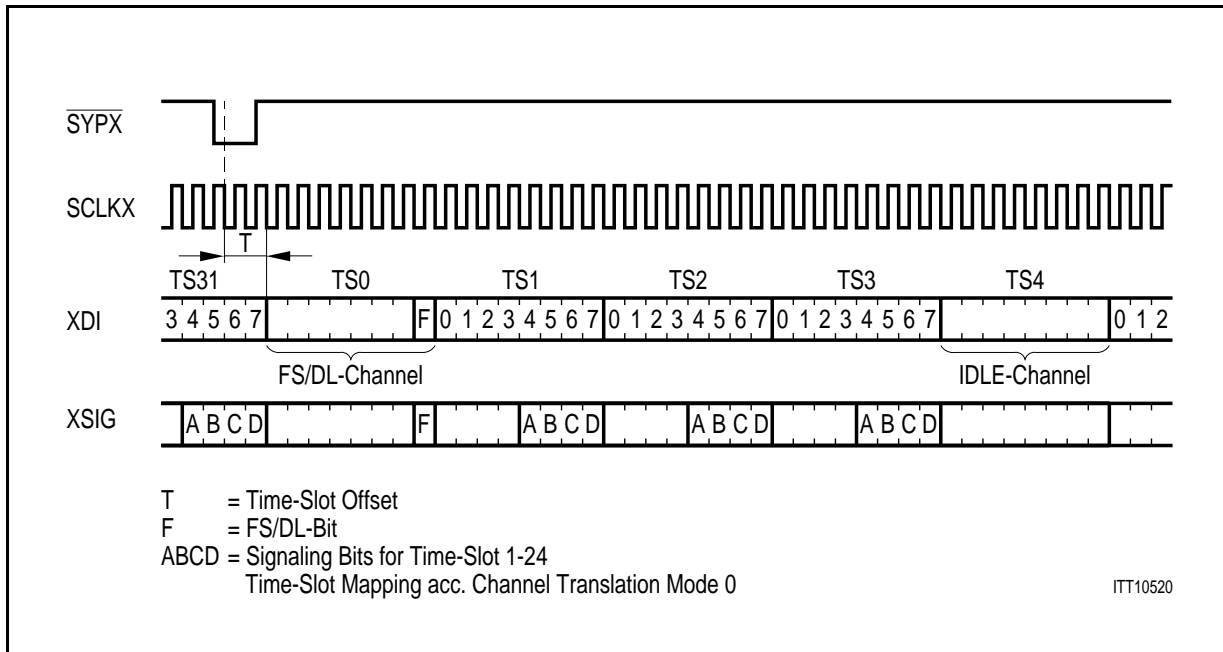 SYPX
SCLKX
T
TS31 TS0 TS1 TS2 TS3 TS4
XDI 3 4 5 6 7 F 0 1 2 3 4 5 6 7 0 1 2 3 4 5 6 7 0 1 2 3 4 5 6 7 0 1 2
FS/DL-Channel IDLE-Channel
XSIG A B C D F A B C D A B C D A B C D
T = Time-Slot Offset
F = FS/DL-Bit
ABCD = Signaling Bits for Time-Slot 1-24
Time-Slot Mapping acc. Channel Translation Mode 0
ITT10520